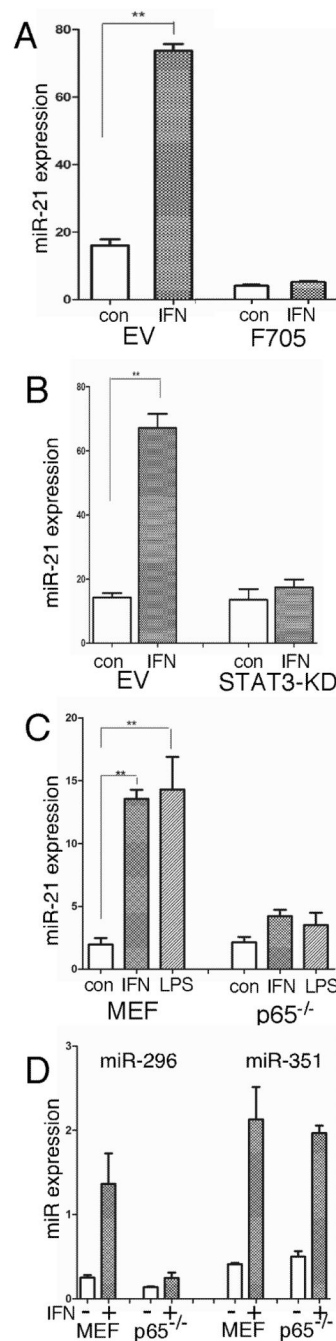 A
**
miR-21 expression
80
60
40
20
0
con IFN con IFN
EV F705
B
**
miR-21 expression
80
60
40
20
0
con IFN con IFN
EV STAT3-KD
C
**
**
miR-21 expression
20
15
10
5
0
con IFN LPS con IFN LPS
MEF p65-/-
D
miR-296 miR-351
miR expression
3
2
1
0
IFN - + - + - + - +
MEF p65-/- MEF p65-/-